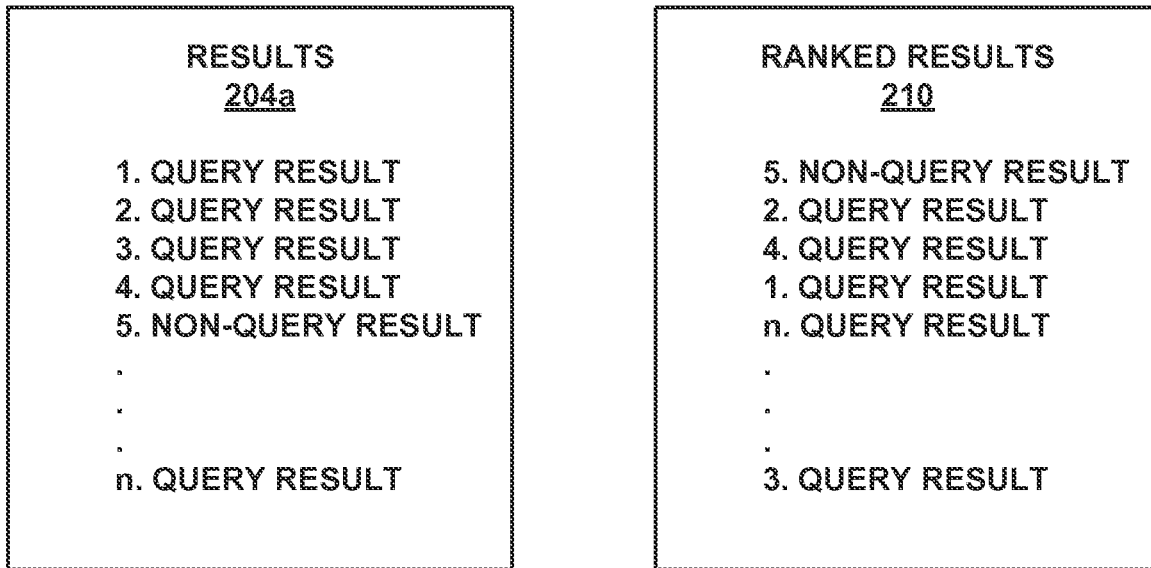 RESULTS
204a
1. QUERY RESULT
2. QUERY RESULT
3. QUERY RESULT
4. QUERY RESULT
5. NON-QUERY RESULT
.
.
.
n. QUERY RESULT
RANKED RESULTS
210
5. NON-QUERY RESULT
2. QUERY RESULT
4. QUERY RESULT
1. QUERY RESULT
n. QUERY RESULT
.
.
.
3. QUERY RESULT